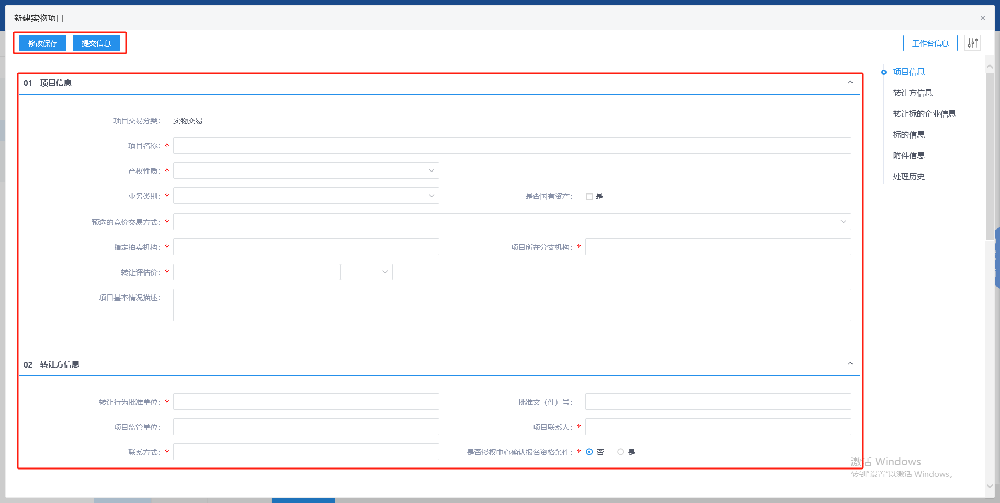 新建实物项目
×
修改保存 提交信息 工作台信息
01 项目信息
项目交易分类： 实物交易
项目名称：*
产权性质：*
业务类别：* 是否国有资产： 是
预选的竞价交易方式：*
指定拍卖机构：* 项目所在分支机构：*
转让评估价：*
项目基本情况描述：
02 转让方信息
转让行为批准单位：* 批准文（件）号：
项目监管单位： 项目联系人：*
联系方式：* 是否授权中心确认报名资格条件：* 否 是
项目信息
转让方信息
转让标的企业信息
标的信息
附件信息
处理历史
激活 Windows
转到“设置”以激活 Windows。